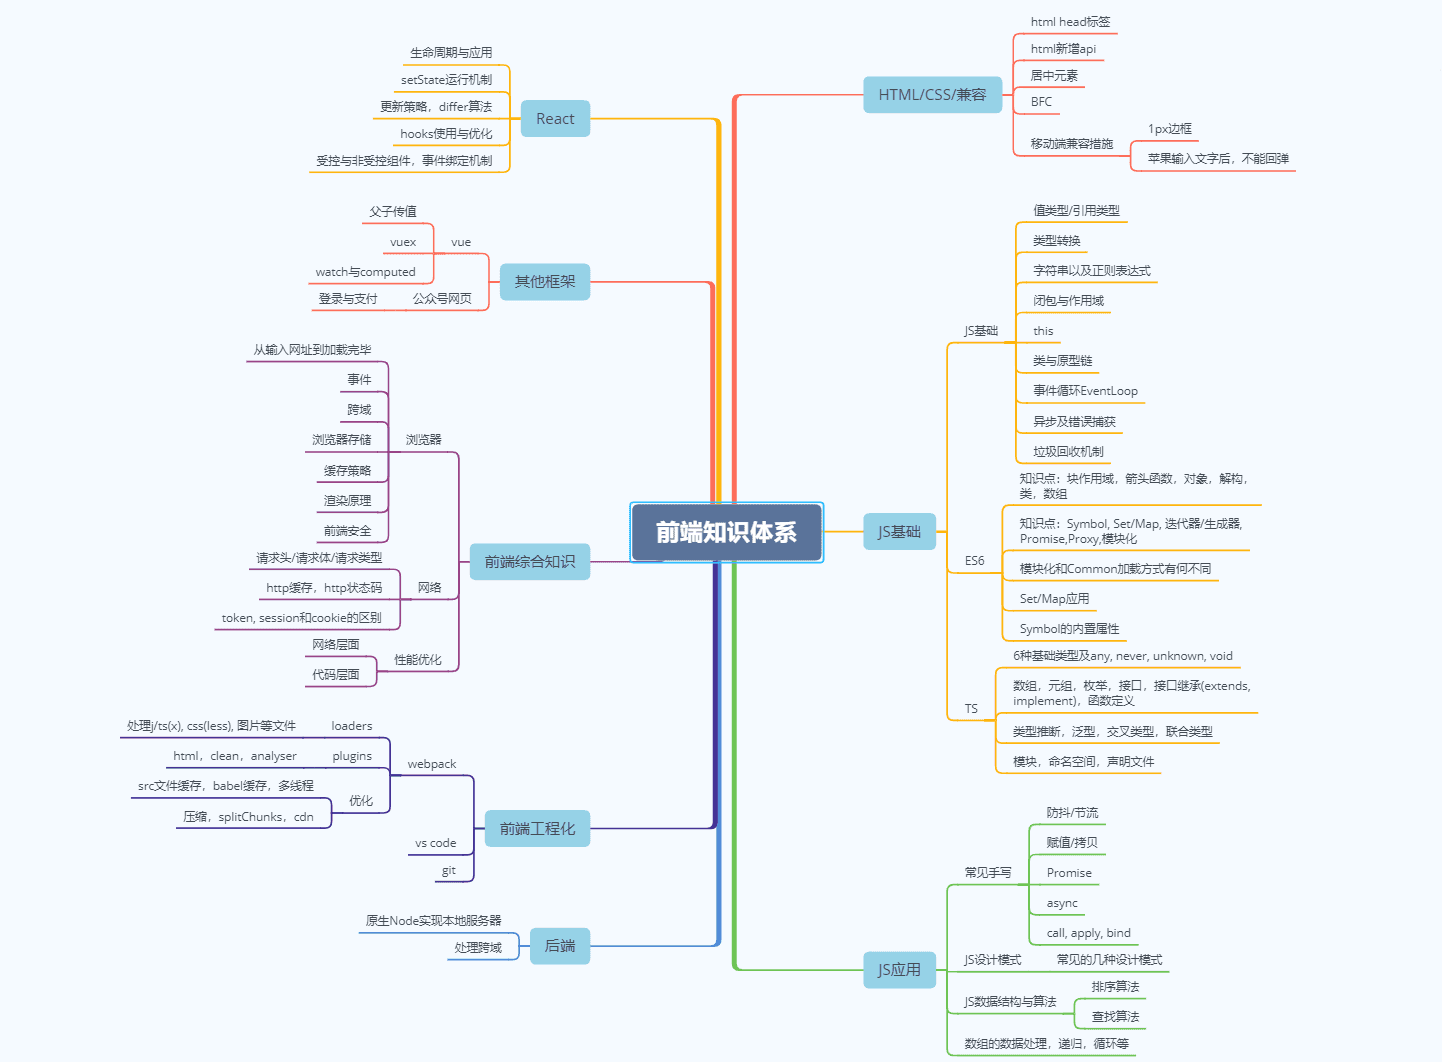 前端知识体系
HTML/CSS/兼容
html head标签
html新增api
居中元素
BFC
移动端兼容措施
1px边框
苹果输入文字后，不能回弹
JS基础
JS基础
值类型/引用类型
类型转换
字符串以及正则表达式
闭包与作用域
this
类与原型链
事件循环EventLoop
异步及错误捕获
垃圾回收机制
ES6
知识点：块作用域，箭头函数，对象，解构，
类，数组
知识点：Symbol, Set/Map, 迭代器/生成器,
Promise,Proxy,模块化
模块化和Common加载方式有何不同
Set/Map应用
Symbol的内置属性
TS
6种基础类型及any, never, unknown, void
数组，元组，枚举，接口，接口继承(extends,
implement)，函数定义
类型推断，泛型，交叉类型，联合类型
模块，命名空间，声明文件
JS应用
常见手写
防抖/节流
赋值/拷贝
Promise
async
call, apply, bind
JS设计模式
常见的几种设计模式
JS数据结构与算法
排序算法
查找算法
数组的数据处理，递归，循环等
React
生命周期与应用
setState运行机制
更新策略，differ算法
hooks使用与优化
受控与非受控组件，事件绑定机制
其他框架
vue
父子传值
vuex
watch与computed
公众号网页
登录与支付
前端综合知识
浏览器
从输入网址到加载完毕
事件
跨域
浏览器存储
缓存策略
渲染原理
前端安全
网络
请求头/请求体/请求类型
http缓存，http状态码
token, session和cookie的区别
性能优化
网络层面
代码层面
前端工程化
webpack
loaders
处理j/ts(x), css(less), 图片等文件
plugins
html，clean，analyser
优化
src文件缓存，babel缓存，多线程
压缩，splitChunks，cdn
vs code
git
后端
原生Node实现本地服务器
处理跨域